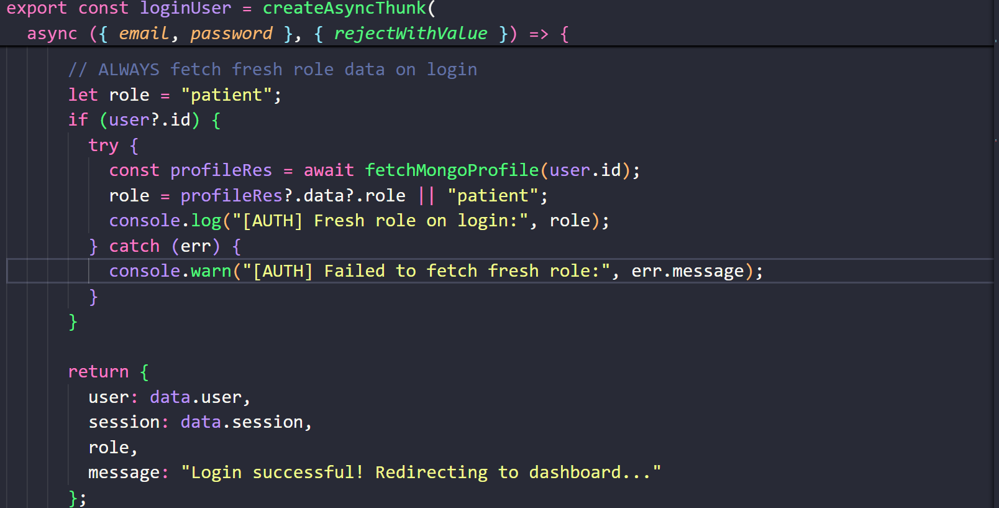 export const loginUser = createAsyncThunk(
async ({ email, password }, { rejectWithValue }) => {
// ALWAYS fetch fresh role data on login
let role = "patient";
if (user?.id) {
try {
const profileRes = await fetchMongoProfile(user.id);
role = profileRes?.data?.role || "patient";
console.log("[AUTH] Fresh role on login:", role);
} catch (err) {
console.warn("[AUTH] Failed to fetch fresh role:", err.message);
}
}
return {
user: data.user,
session: data.session,
role,
message: "Login successful! Redirecting to dashboard..."
};